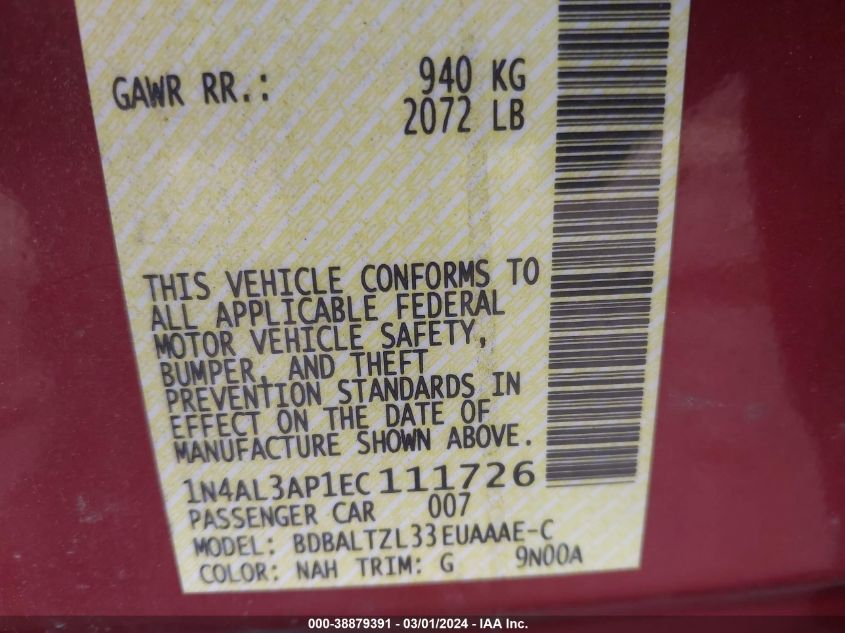 GAWR RR.: 940 KG
2072 LB
THIS VEHICLE CONFORMS TO
ALL APPLICABLE FEDERAL
MOTOR VEHICLE SAFETY,
BUMPER, AND THEFT
PREVENTION STANDARDS IN
EFFECT ON THE DATE OF
MANUFACTURE SHOWN ABOVE.
1N4AL3AP1EC111726
PASSENGER CAR 007
MODEL: BDBALTZL33EUAAAE-C
COLOR: NAH TRIM: G 9N00A
000-38879391 - 03/01/2024 - IAA Inc.